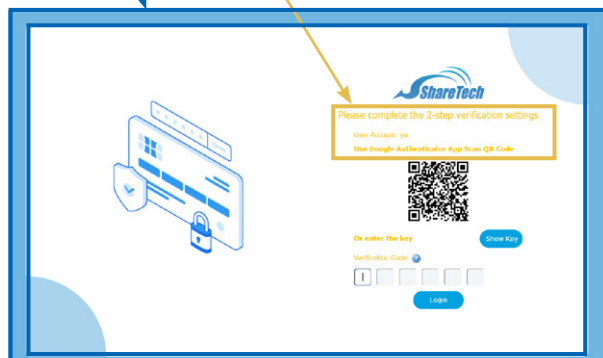 ShareTech
Please complete the 2-step verification settings
User Account: yo
Use Google Authenticator App Scan QR Code
Or enter the key
Show Key
Verification Code
Login